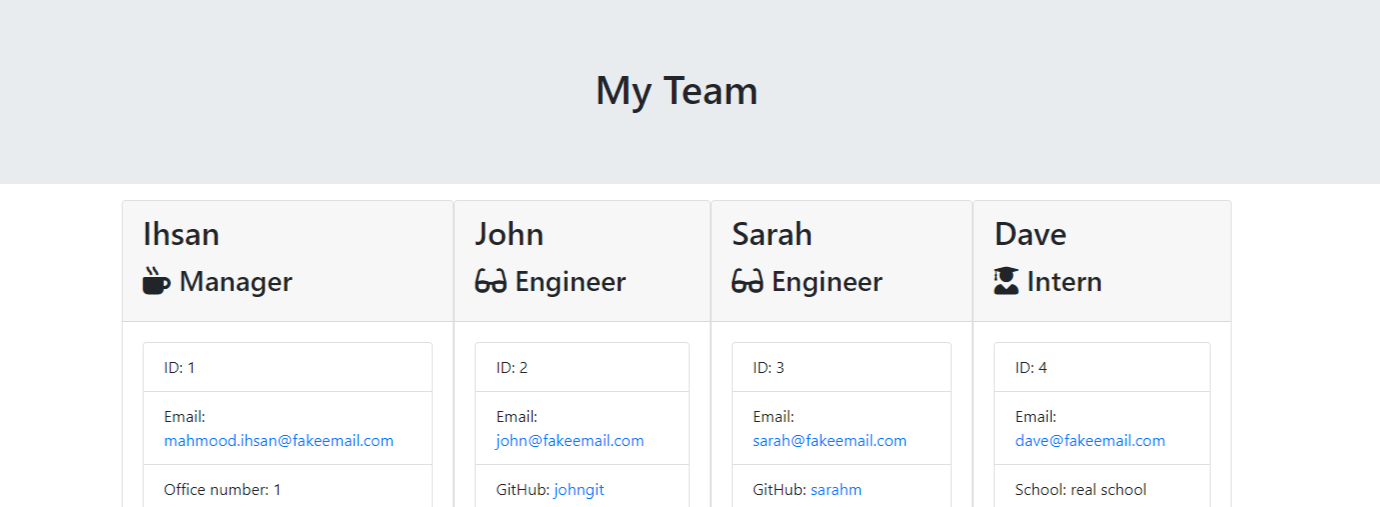 My Team
Ihsan
Manager
ID: 1
Email:
mahmood.ihsan@fakeemail.com
Office number: 1
John
Engineer
ID: 2
Email:
john@fakeemail.com
GitHub: johngit
Sarah
Engineer
ID: 3
Email:
sarah@fakeemail.com
GitHub: sarahm
Dave
Intern
ID: 4
Email:
dave@fakeemail.com
School: real school